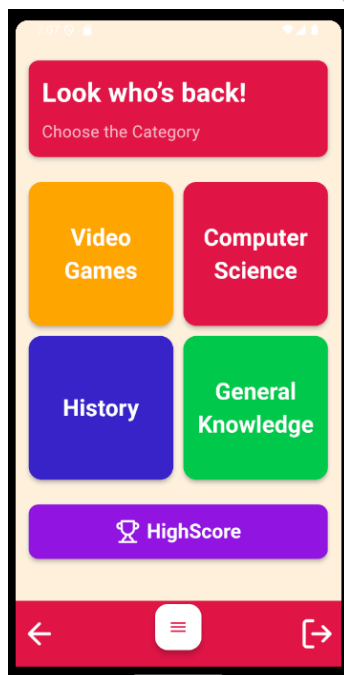 Look who's back!
Choose the Category
Video
Games
Computer
Science
History
General
Knowledge
HighScore